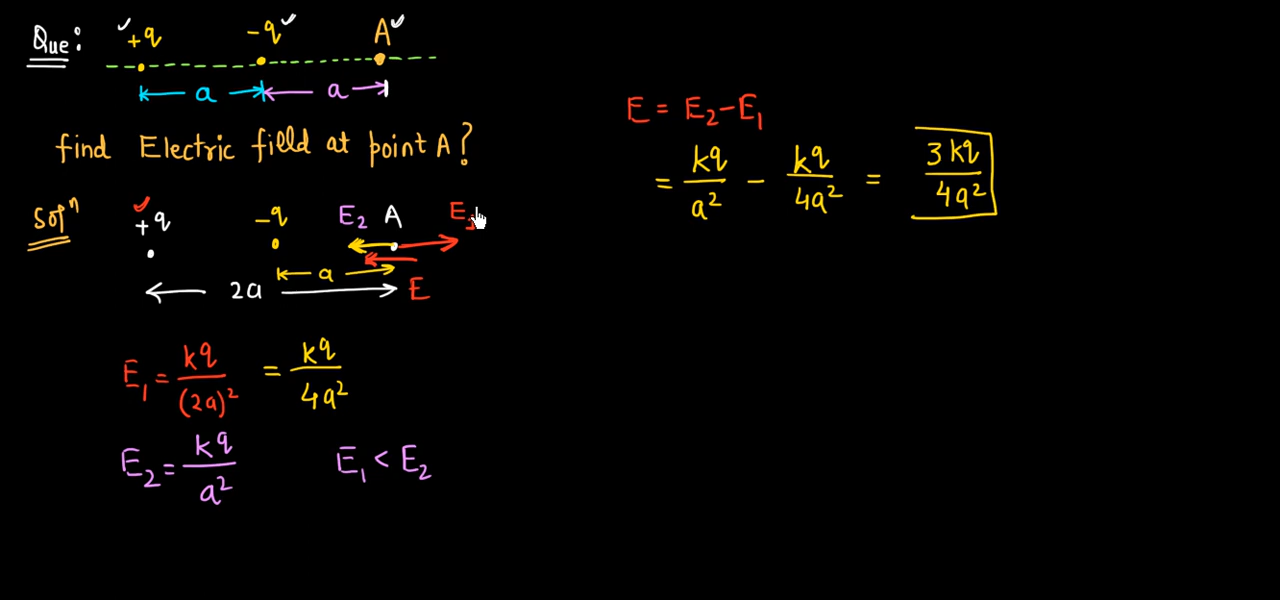 Que: +q -q A
a a
find Electric filld at point A?
Solⁿ +q -q E₂ A E₁
a
2a E
E₁ = kq/(2a)² = kq/4a²
E₂ = kq/a² E₁ < E₂
E = E₂ - E₁
= kq/a² - kq/4a² = 3kq/4a²